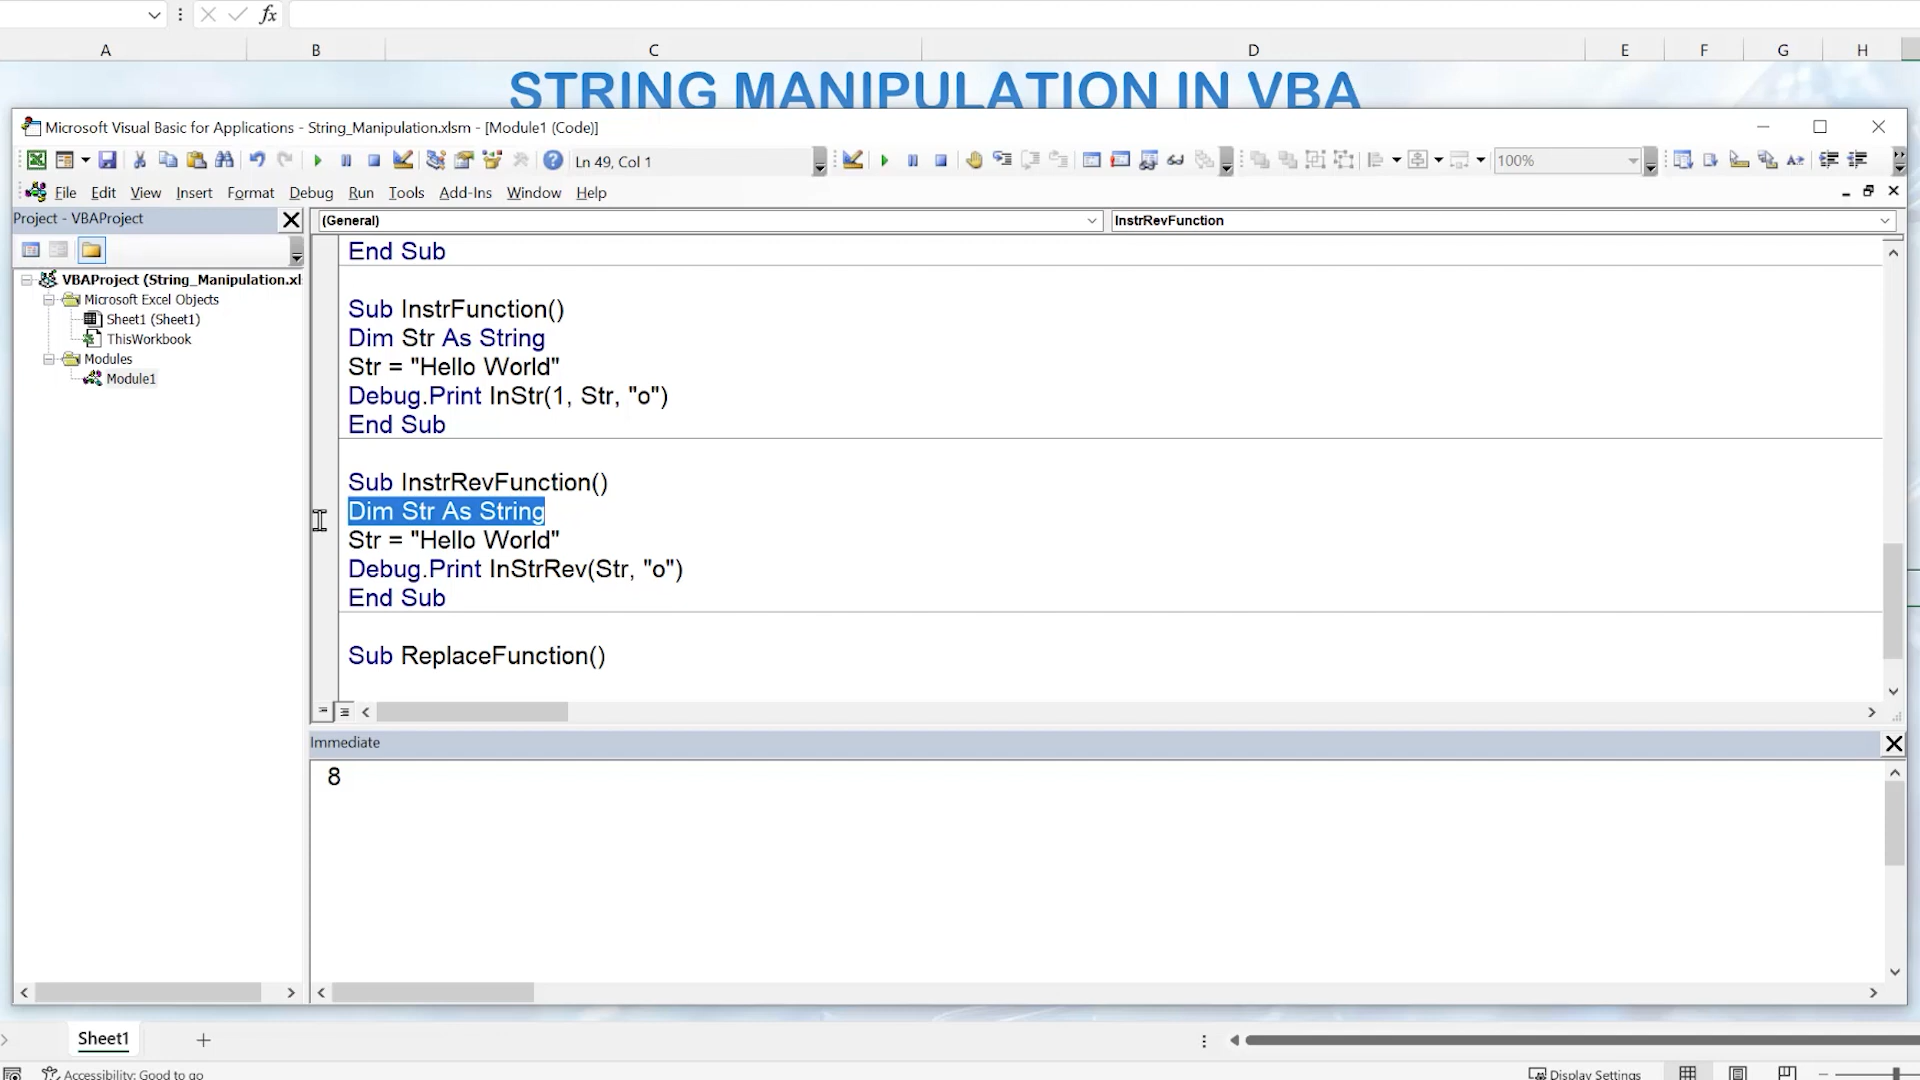 fx
A B C D E F G H
STRING MANIPULATION IN VBA
Microsoft Visual Basic for Applications - String_Manipulation.xlsm - [Module1 (Code)]
Ln 49, Col 1
100%
File Edit View Insert Format Debug Run Tools Add-Ins Window Help
Project - VBAProject
(General)
InstrRevFunction
VBAProject (String_Manipulation.xl
Microsoft Excel Objects
Sheet1 (Sheet1)
ThisWorkbook
Modules
Module1
End Sub
Sub InstrFunction()
Dim Str As String
Str = "Hello World"
Debug.Print InStr(1, Str, "o")
End Sub
Sub InstrRevFunction()
Dim Str As String
Str = "Hello World"
Debug.Print InStrRev(Str, "o")
End Sub
Sub ReplaceFunction()
Immediate
8
Sheet1
Accessibility: Good to go
Display Settings